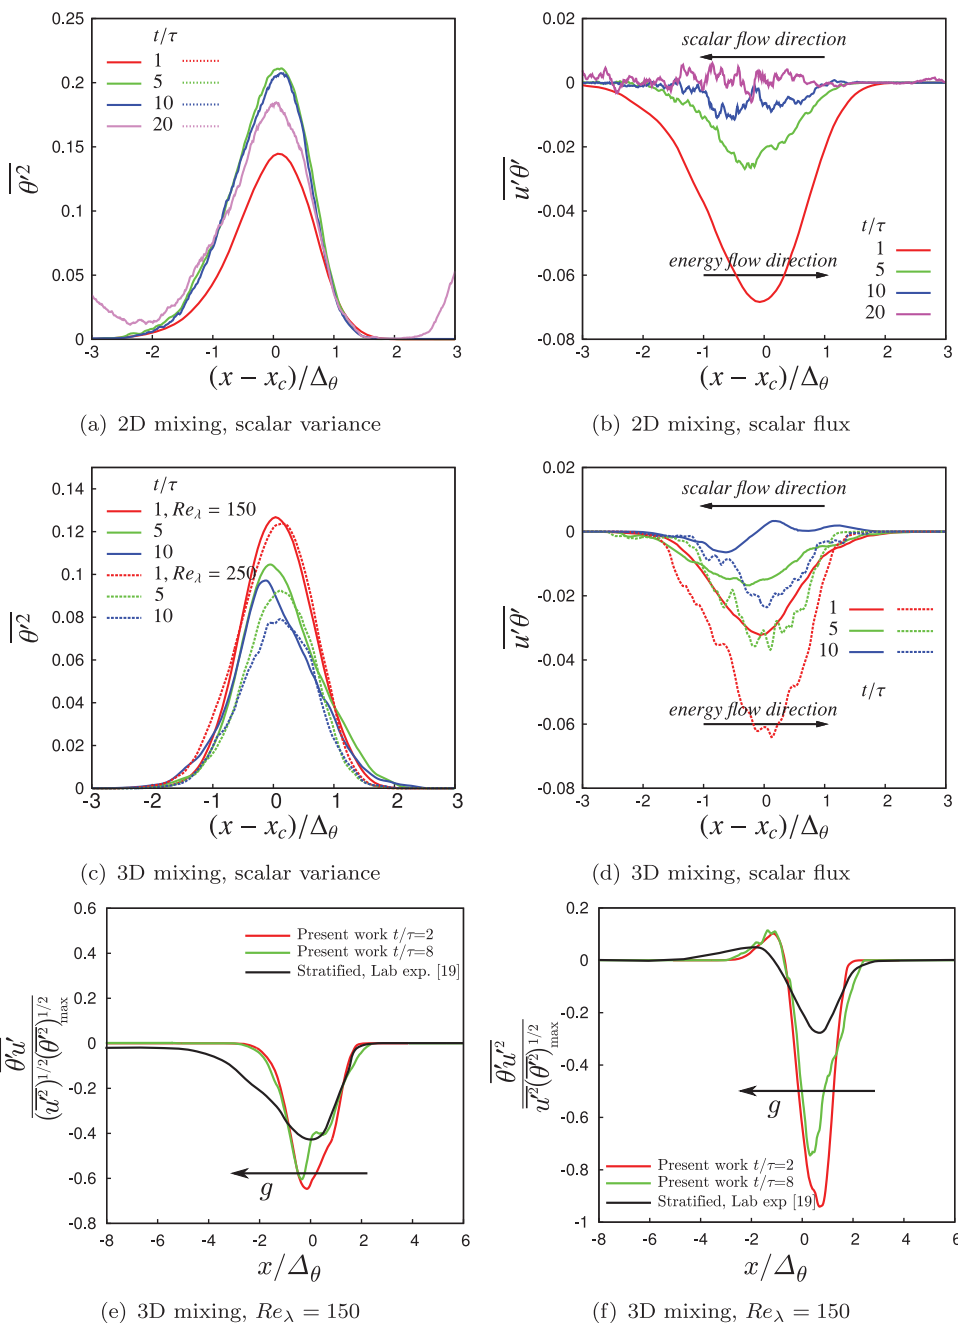 0.25
0.2
0.15
0.1
0.05
0
-3 -2 -1 0 1 2 3
t/τ
1
5
10
20
θ′²
(x − x_c)/Δ_θ
(a) 2D mixing, scalar variance
0.02
0
-0.02
-0.04
-0.06
-0.08
-3 -2 -1 0 1 2 3
scalar flow direction
energy flow direction
t/τ
1
5
10
20
u′θ′
(x − x_c)/Δ_θ
(b) 2D mixing, scalar flux
0.14
0.12
0.1
0.08
0.06
0.04
0.02
0
-3 -2 -1 0 1 2 3
t/τ
1, Re_λ = 150
5
10
1, Re_λ = 250
5
10
θ′²
(x − x_c)/Δ_θ
(c) 3D mixing, scalar variance
0.02
0
-0.02
-0.04
-0.06
-0.08
-3 -2 -1 0 1 2 3
scalar flow direction
1
5
10
t/τ
energy flow direction
u′θ′
(x − x_c)/Δ_θ
(d) 3D mixing, scalar flux
0.6
0.4
0.2
0
-0.2
-0.4
-0.6
-0.8
-8 -6 -4 -2 0 2 4 6
Present work t/τ=2
Present work t/τ=8
Stratified, Lab exp. [19]
g
θ′u′
(u′²)^1/2 (θ′²)^1/2_max
x/Δ_θ
(e) 3D mixing, Re_λ = 150
0.2
0
-0.2
-0.4
-0.6
-0.8
-1
-8 -6 -4 -2 0 2 4 6
g
Present work t/τ=2
Present work t/τ=8
Stratified, Lab exp [19]
θ′u′²
u′²(θ′²)^1/2_max
x/Δ_θ
(f) 3D mixing, Re_λ = 150